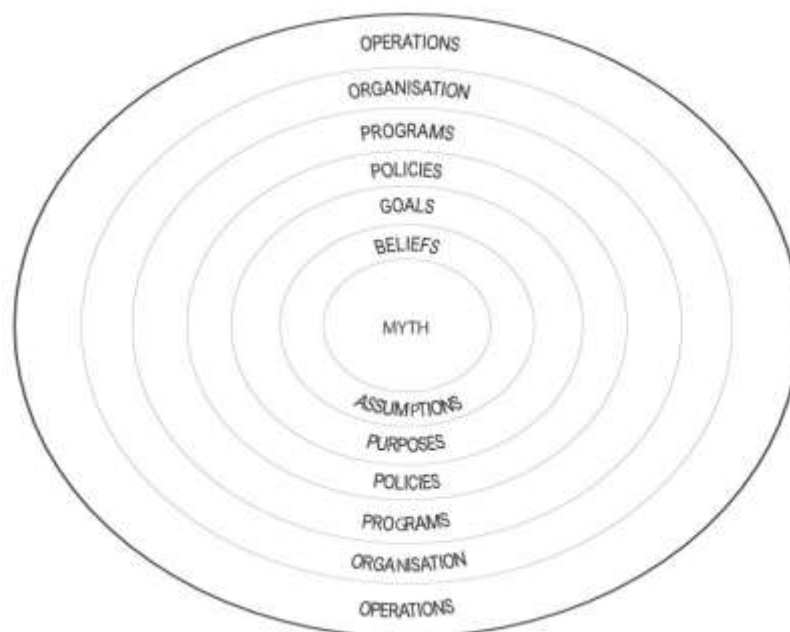 OPERATIONS
ORGANISATION
PROGRAMS
POLICIES
GOALS
BELIEFS
MYTH
ASSUMPTIONS
PURPOSES
POLICIES
PROGRAMS
ORGANISATION
OPERATIONS